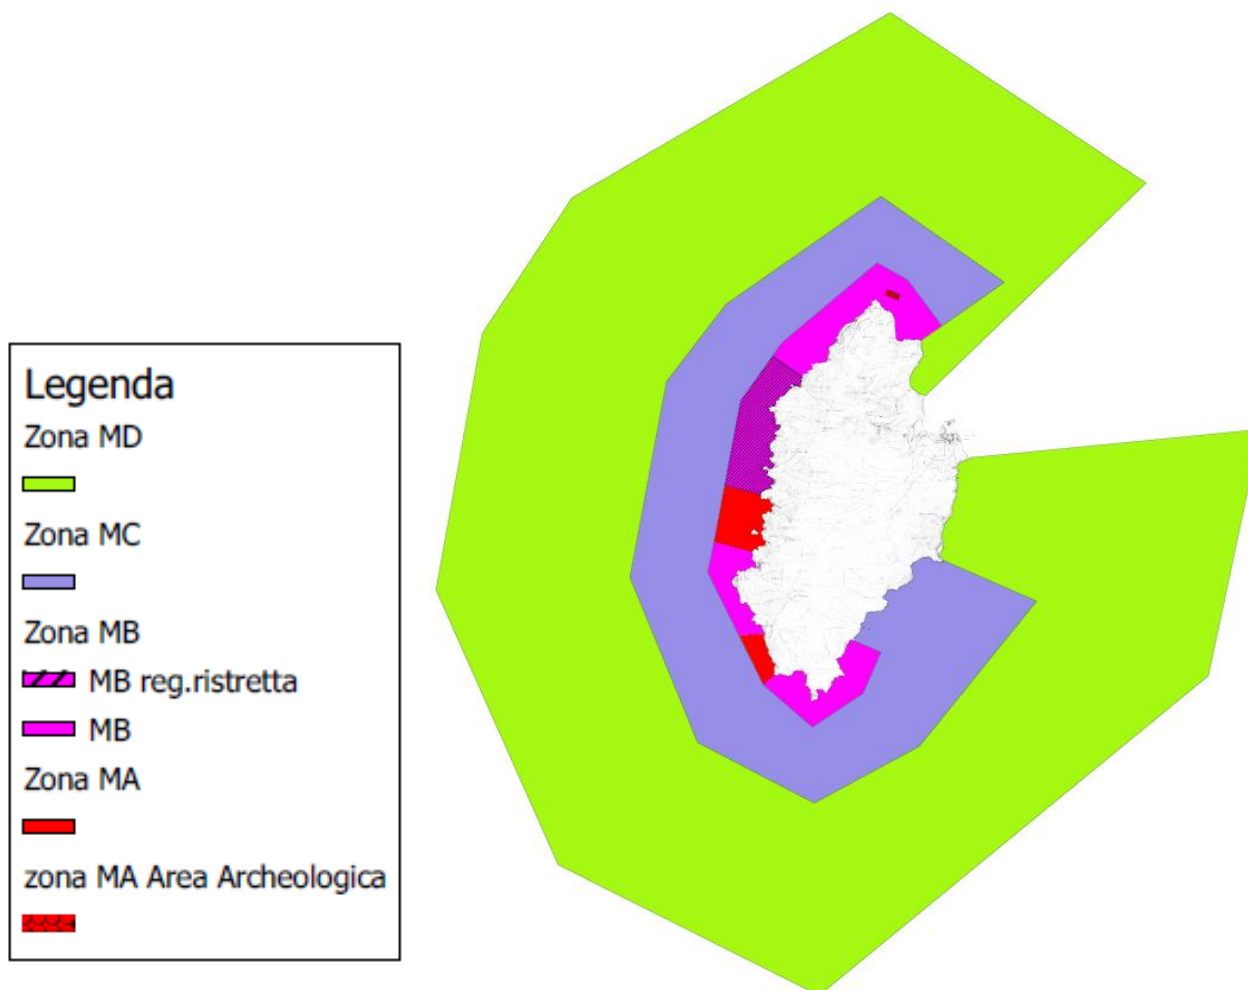 Legenda
Zona MD
Zona MC
Zona MB
MB reg.ristretta
MB
Zona MA
zona MA Area Archeologica